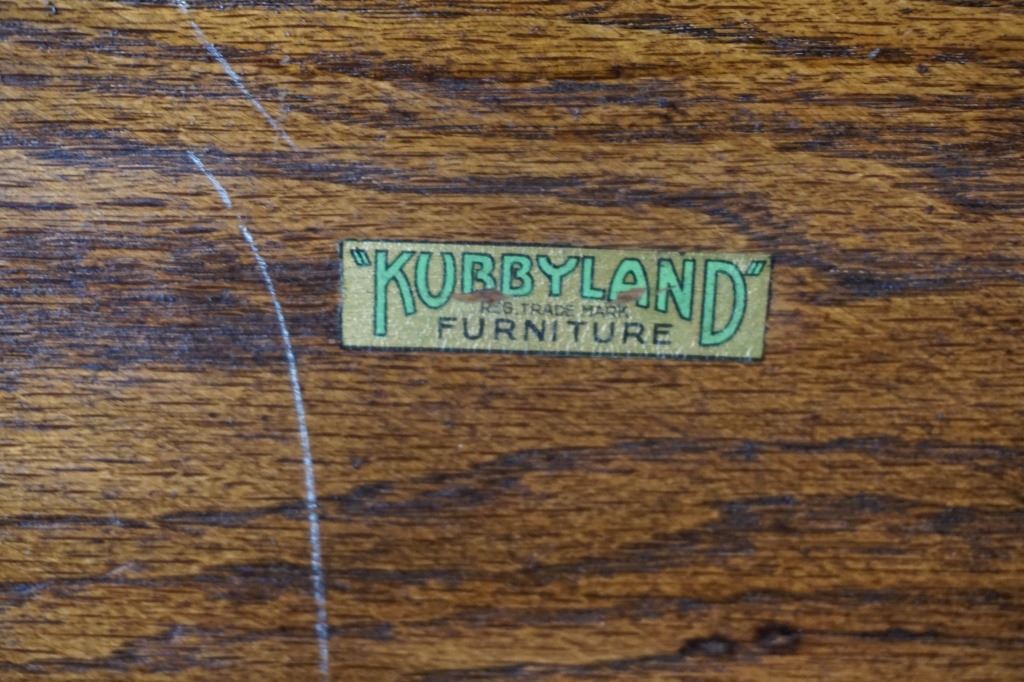 "KUBBYLAND"
REG. TRADE MARK
FURNITURE